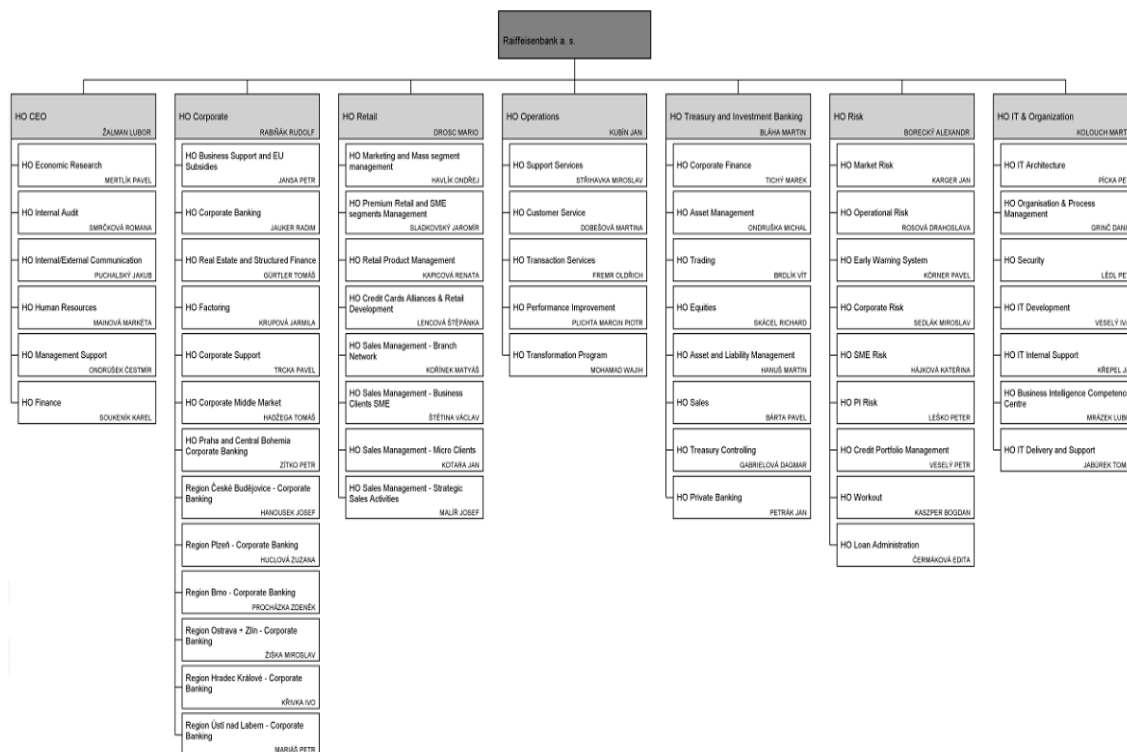 Raiffeisenbank a. s.
HO CEO
ŽALMAN LUBOR
HO Economic Research
MERTLÍK PAVEL
HO Internal Audit
SMRČKOVÁ ROMANA
HO Internal/External Communication
PUCHALSKÝ JAKUB
HO Human Resources
MAINOVÁ MARKÉTA
HO Management Support
ONDRŮŠEK ČESTMÍR
HO Finance
SOUKENÍK KAREL
HO Corporate
RABIŇÁK RUDOLF
HO Business Support and EU
Subsidies
JANSA PETR
HO Corporate Banking
JAUKER RADIM
HO Real Estate and Structured Finance
GÜRTLER TOMÁŠ
HO Factoring
KRUPOVÁ JARMILA
HO Corporate Support
TRCKA PAVEL
HO Corporate Middle Market
HADŽEGA TOMÁŠ
HO Praha and Central Bohemia
Corporate Banking
ZÍTKO PETR
Region České Budějovice - Corporate
Banking
HANOUSEK JOSEF
Region Plzeň - Corporate Banking
HUCLOVÁ ZUZANA
Region Brno - Corporate Banking
PROCHÁZKA ZDENĚK
Region Ostrava + Zlín - Corporate
Banking
ŽIŠKA MIROSLAV
Region Hradec Králové - Corporate
Banking
KŘIVKA IVO
Region Ústí nad Labem - Corporate
Banking
MARIÁŠ PETR
HO Retail
DROSC MARIO
HO Marketing and Mass segment
management
HAVLÍK ONDŘEJ
HO Premium Retail and SME
segments Management
SLADKOVSKÝ JAROMÍR
HO Retail Product Management
KAPICOVÁ RENATA
HO Credit Cards Alliances & Retail
Development
LENCOVÁ ŠTĚPÁNKA
HO Sales Management - Branch
Network
KOŘÍNEK MATYÁŠ
HO Sales Management - Business
Clients SME
ŠTĚTINA VÁCLAV
HO Sales Management - Micro Clients
KOTARA JAN
HO Sales Management - Strategic
Sales Activities
MALÍŘ JOSEF
HO Operations
KUBÍN JAN
HO Support Services
STŘIHAVKA MIROSLAV
HO Customer Service
DOBEŠOVÁ MARTINA
HO Transaction Services
FREMR OLDŘICH
HO Performance Improvement
PLICHTA MARCIN PIOTR
HO Transformation Program
MOHAMAD WAJIH
HO Treasury and Investment Banking
BLÁHA MARTIN
HO Corporate Finance
TICHÝ MAREK
HO Asset Management
ONDRUŠKA MICHAL
HO Trading
BRDLÍK VÍT
HO Equities
SKÁCEL RICHARD
HO Asset and Liability Management
HANUŠ MARTIN
HO Sales
BÁRTA PAVEL
HO Treasury Controlling
GABRIELOVÁ DAGMAR
HO Private Banking
PETRÁK JAN
HO Risk
BORECKÝ ALEXANDR
HO Market Risk
KARGER JAN
HO Operational Risk
ROSOVÁ DRAHOSLAVA
HO Early Warning System
KÖRNER PAVEL
HO Corporate Risk
SEDLÁK MIROSLAV
HO SME Risk
HÁJKOVÁ KATEŘINA
HO PI Risk
LEŠKO PETER
HO Credit Portfolio Management
VESELÝ PETR
HO Workout
KASZPER BOGDAN
HO Loan Administration
ČERMÁKOVÁ EDITA
HO IT & Organization
KOLOUCH MART
HO IT Architecture
PÍCKA PET
HO Organisation & Process
Management
GRINČ DANI
HO Security
LÉDL PET
HO IT Development
VESELÝ IV
HO IT Internal Support
KŘEPEL J
HO Business Intelligence Competence
Centre
MRÁZEK LUB
HO IT Delivery and Support
JABŮREK TOM